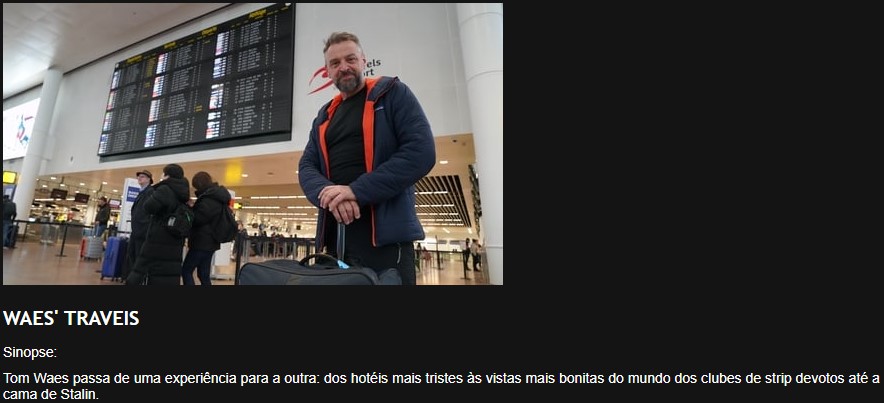 els
ort
WAES' TRAVEIS
Sinopse:
Tom Waes passa de uma experiência para a outra: dos hotéis mais tristes às vistas mais bonitas do mundo dos clubes de strip devotos até a
cama de Stalin.